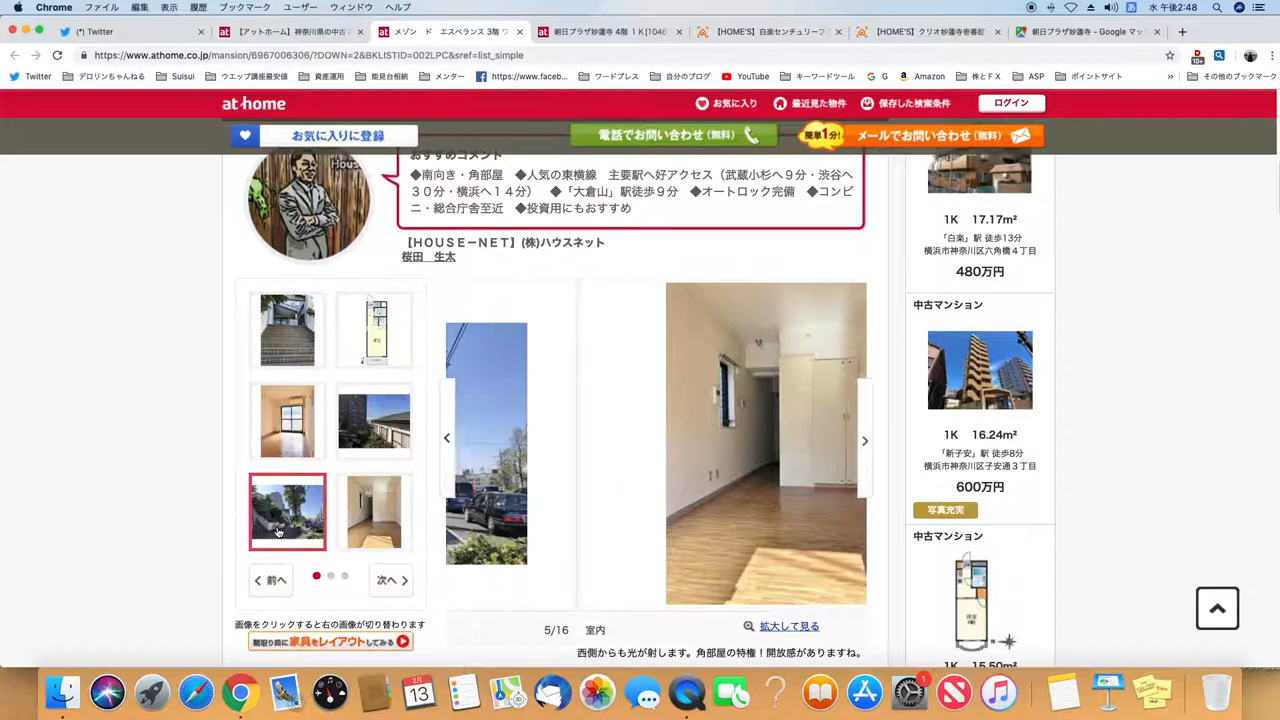 Chrome ファイル 編集 表示 履歴 ブックマーク ユーザー ウィンドウ ヘルプ
水 午後2:48
(*) Twitter
【アットホーム】神奈川県の中古
メゾン ド エスペランス 3階 ワ
朝日プラザ妙蓮寺 4階 1K[1046
【HOME'S】白楽センチュリーフ
【HOME'S】クリオ妙蓮寺壱番館
朝日プラザ妙蓮寺 - Google マッ
https://www.athome.co.jp/mansion/6967006306/?DOWN=2&BKLISTID=002LPC&sref=list_simple
Twitter デロリンちゃんねる Suisui ウエップ講座最安値 資産運用 能見台相続 メンター https://www.faceb... ワードプレス 自分のブログ YouTube キーワードツール G Amazon 株とＦＸ ASP ポイントサイト » その他のブックマーク
at home
お気に入り 最近見た物件 保存した検索条件 ログイン
お気に入りに登録
電話でお問い合わせ(無料)
簡単1分! メールでお問い合わせ(無料)
おすすめコメント
◆南向き・角部屋 ◆人気の東横線 主要駅へ好アクセス（武蔵小杉へ９分・渋谷へ
３０分・横浜へ１４分） ◆「大倉山」駅徒歩９分 ◆オートロック完備 ◆コンビ
ニ・総合庁舎至近 ◆投資用にもおすすめ
【ＨＯＵＳＥ－ＮＥＴ】(株)ハウスネット
桜田 生太
前へ
次へ
画像をクリックすると右の画像が切り替わります
間取り前に家具をレイアウトしてみる
5/16 室内
拡大して見る
西側からも光が射します。角部屋の特権！開放感がありますね。
1K 17.17m²
「白楽」駅 徒歩13分
横浜市神奈川区六角橋４丁目
480万円
中古マンション
1K 16.24m²
「新子安」駅 徒歩8分
横浜市神奈川区子安通３丁目
600万円
写真充実
中古マンション
1K 15.50m²
2月
13